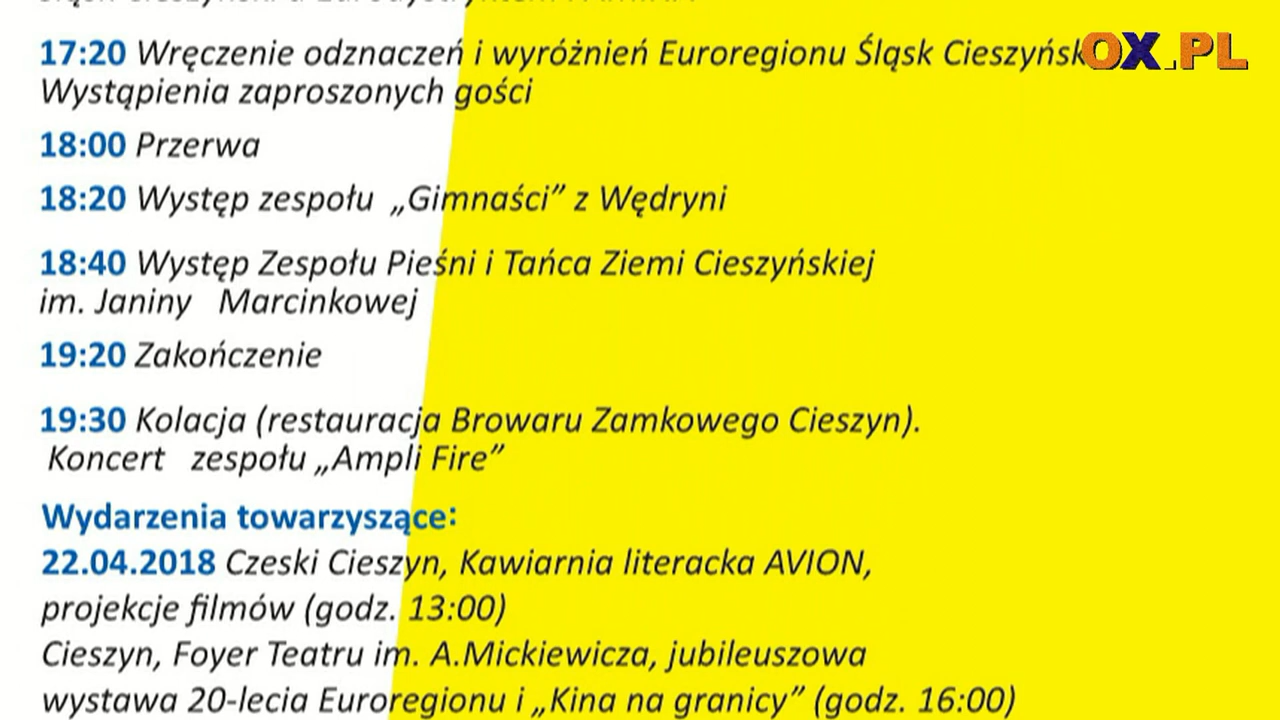 17:20 Wręczenie odznaczeń i wyróżnień Euroregionu Śląsk Cieszyńsk
OX.PL
Wystąpienia zaproszonych gości
18:00 Przerwa
18:20 Występ zespołu „Gimnaści” z Wędryni
18:40 Występ Zespołu Pieśni i Tańca Ziemi Cieszyńskiej
im. Janiny Marcinkowej
19:20 Zakończenie
19:30 Kolacja (restauracja Browaru Zamkowego Cieszyn).
Koncert zespołu „Ampli Fire”
Wydarzenia towarzyszące:
22.04.2018 Czeski Cieszyn, Kawiarnia literacka AVION,
projekcje filmów (godz. 13:00)
Cieszyn, Foyer Teatru im. A.Mickiewicza, jubileuszowa
wystawa 20-lecia Euroregionu i „Kina na granicy” (godz. 16:00)